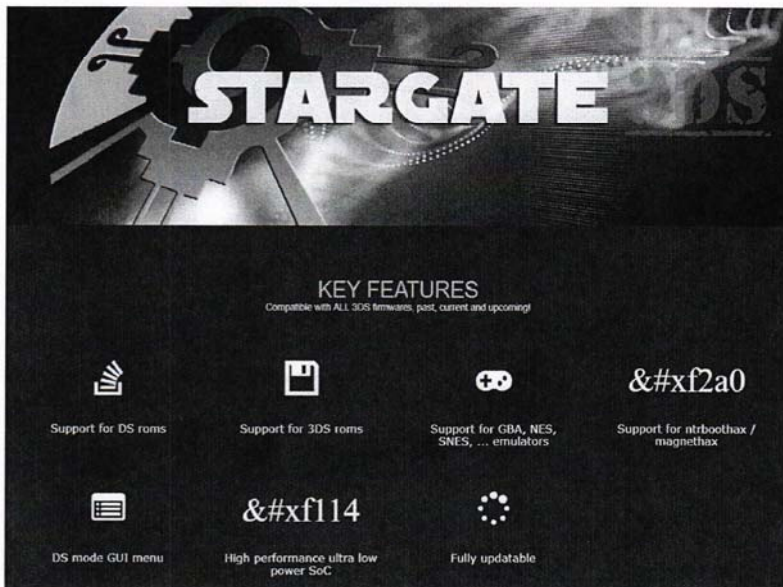 STARGATE
3DS
KEY FEATURES
Compatible with ALL 3DS firmwares, past, current and upcoming!
&#xf2a0
Support for DS roms
Support for 3DS roms
Support for GBA, NES,
SNES, ... emulators
Support for ntrboothax /
magnethax
&#xf114
DS mode GUI menu
High performance ultra low
power SoC
Fully updatable